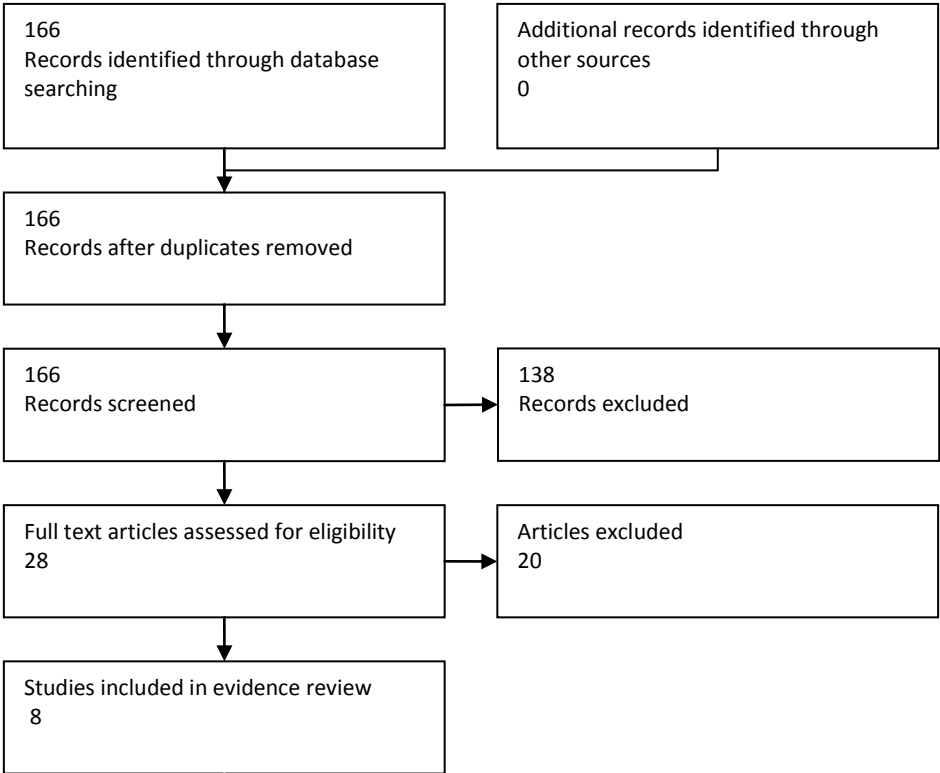 166
Records identified through database
searching
Additional records identified through
other sources
0
166
Records after duplicates removed
166
Records screened
138
Records excluded
Full text articles assessed for eligibility
28
Articles excluded
20
Studies included in evidence review
8